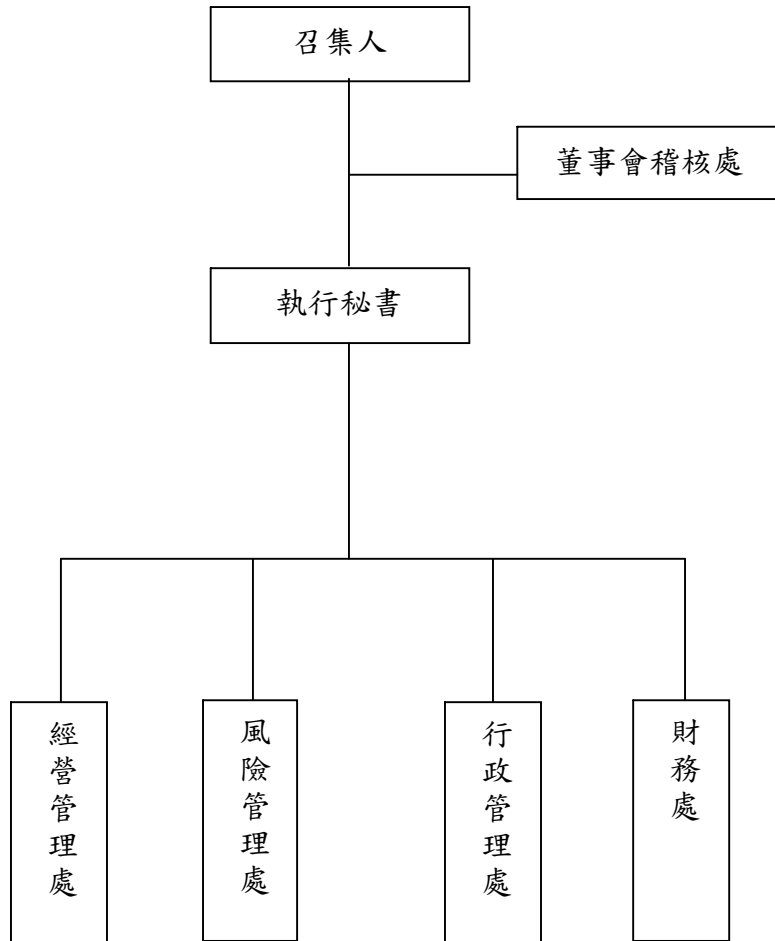 召集人
董事會稽核處
執行秘書
經營管理處
風險管理處
行政管理處
財務處